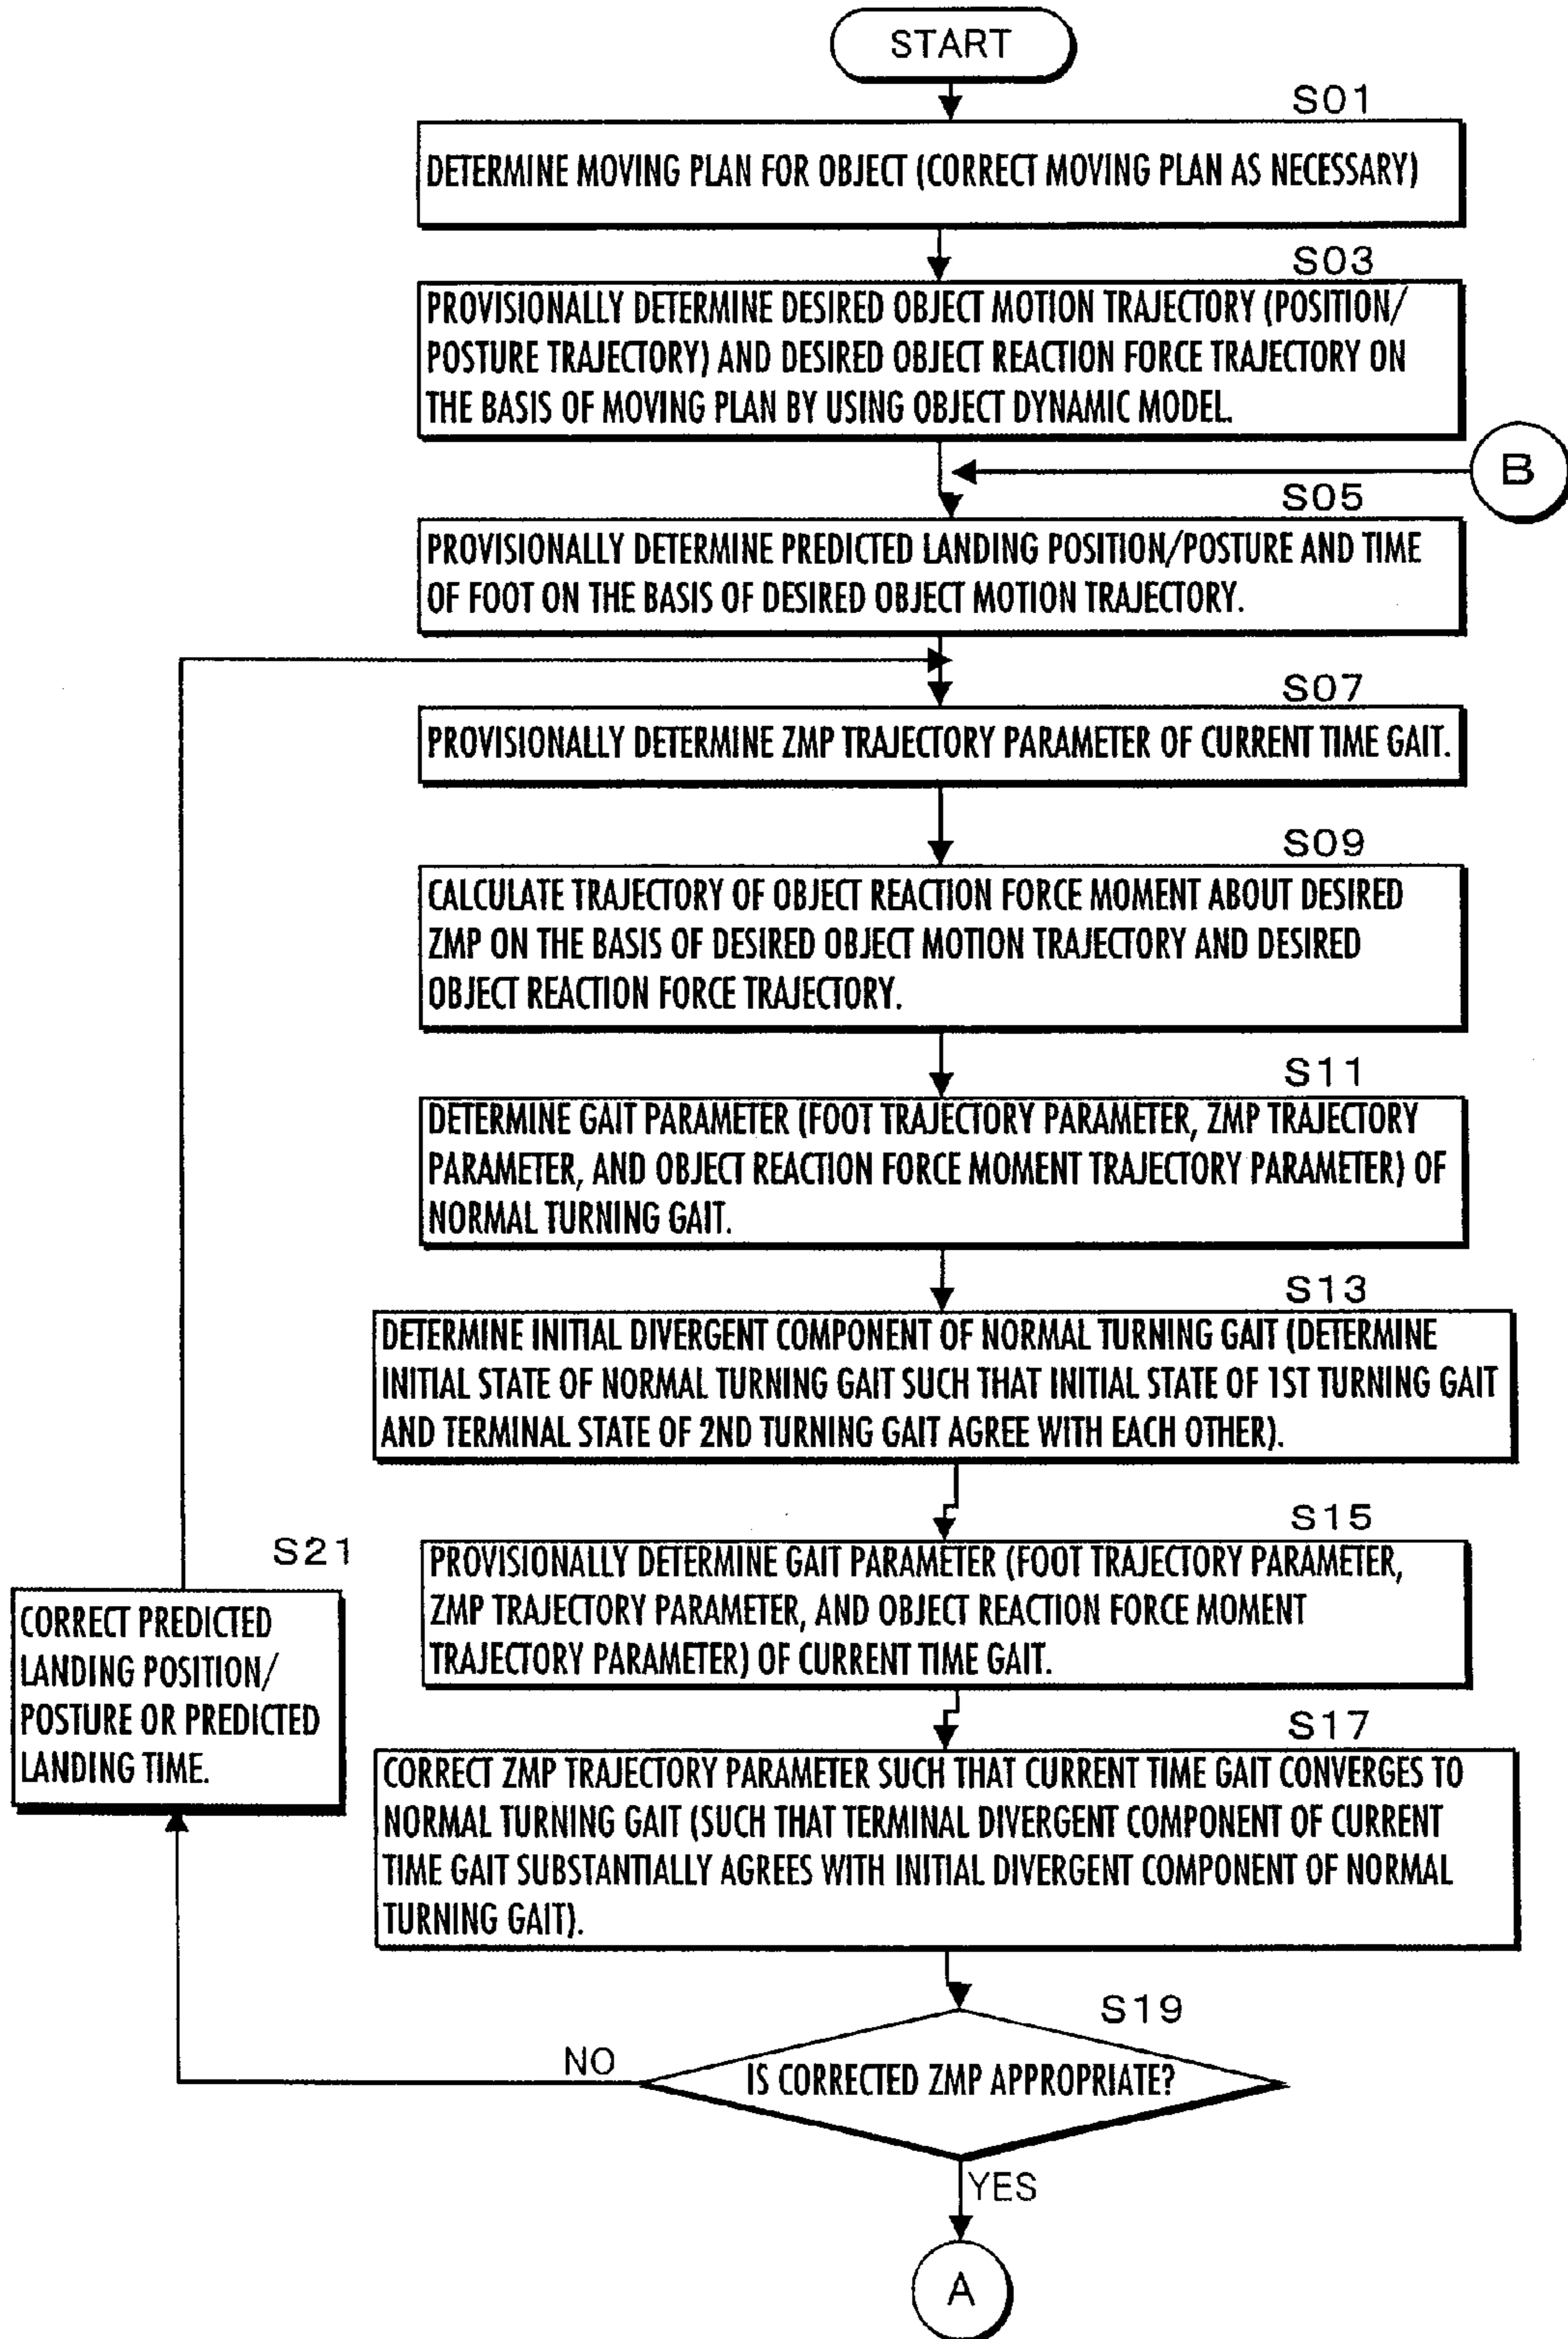 START
S01
DETERMINE MOVING PLAN FOR OBJECT (CORRECT MOVING PLAN AS NECESSARY)
S03
PROVISIONALLY DETERMINE DESIRED OBJECT MOTION TRAJECTORY (POSITION/
POSTURE TRAJECTORY) AND DESIRED OBJECT REACTION FORCE TRAJECTORY ON
THE BASIS OF MOVING PLAN BY USING OBJECT DYNAMIC MODEL.
B
S05
PROVISIONALLY DETERMINE PREDICTED LANDING POSITION/POSTURE AND TIME
OF FOOT ON THE BASIS OF DESIRED OBJECT MOTION TRAJECTORY.
S07
PROVISIONALLY DETERMINE ZMP TRAJECTORY PARAMETER OF CURRENT TIME GAIT.
S09
CALCULATE TRAJECTORY OF OBJECT REACTION FORCE MOMENT ABOUT DESIRED
ZMP ON THE BASIS OF DESIRED OBJECT MOTION TRAJECTORY AND DESIRED
OBJECT REACTION FORCE TRAJECTORY.
S11
DETERMINE GAIT PARAMETER (FOOT TRAJECTORY PARAMETER, ZMP TRAJECTORY
PARAMETER, AND OBJECT REACTION FORCE MOMENT TRAJECTORY PARAMETER) OF
NORMAL TURNING GAIT.
S13
DETERMINE INITIAL DIVERGENT COMPONENT OF NORMAL TURNING GAIT (DETERMINE
INITIAL STATE OF NORMAL TURNING GAIT SUCH THAT INITIAL STATE OF 1ST TURNING GAIT
AND TERMINAL STATE OF 2ND TURNING GAIT AGREE WITH EACH OTHER).
S15
PROVISIONALLY DETERMINE GAIT PARAMETER (FOOT TRAJECTORY PARAMETER,
ZMP TRAJECTORY PARAMETER, AND OBJECT REACTION FORCE MOMENT
TRAJECTORY PARAMETER) OF CURRENT TIME GAIT.
S21
CORRECT PREDICTED
LANDING POSITION/
POSTURE OR PREDICTED
LANDING TIME.
S17
CORRECT ZMP TRAJECTORY PARAMETER SUCH THAT CURRENT TIME GAIT CONVERGES TO
NORMAL TURNING GAIT (SUCH THAT TERMINAL DIVERGENT COMPONENT OF CURRENT
TIME GAIT SUBSTANTIALLY AGREES WITH INITIAL DIVERGENT COMPONENT OF NORMAL
TURNING GAIT).
S19
NO
IS CORRECTED ZMP APPROPRIATE?
YES
A